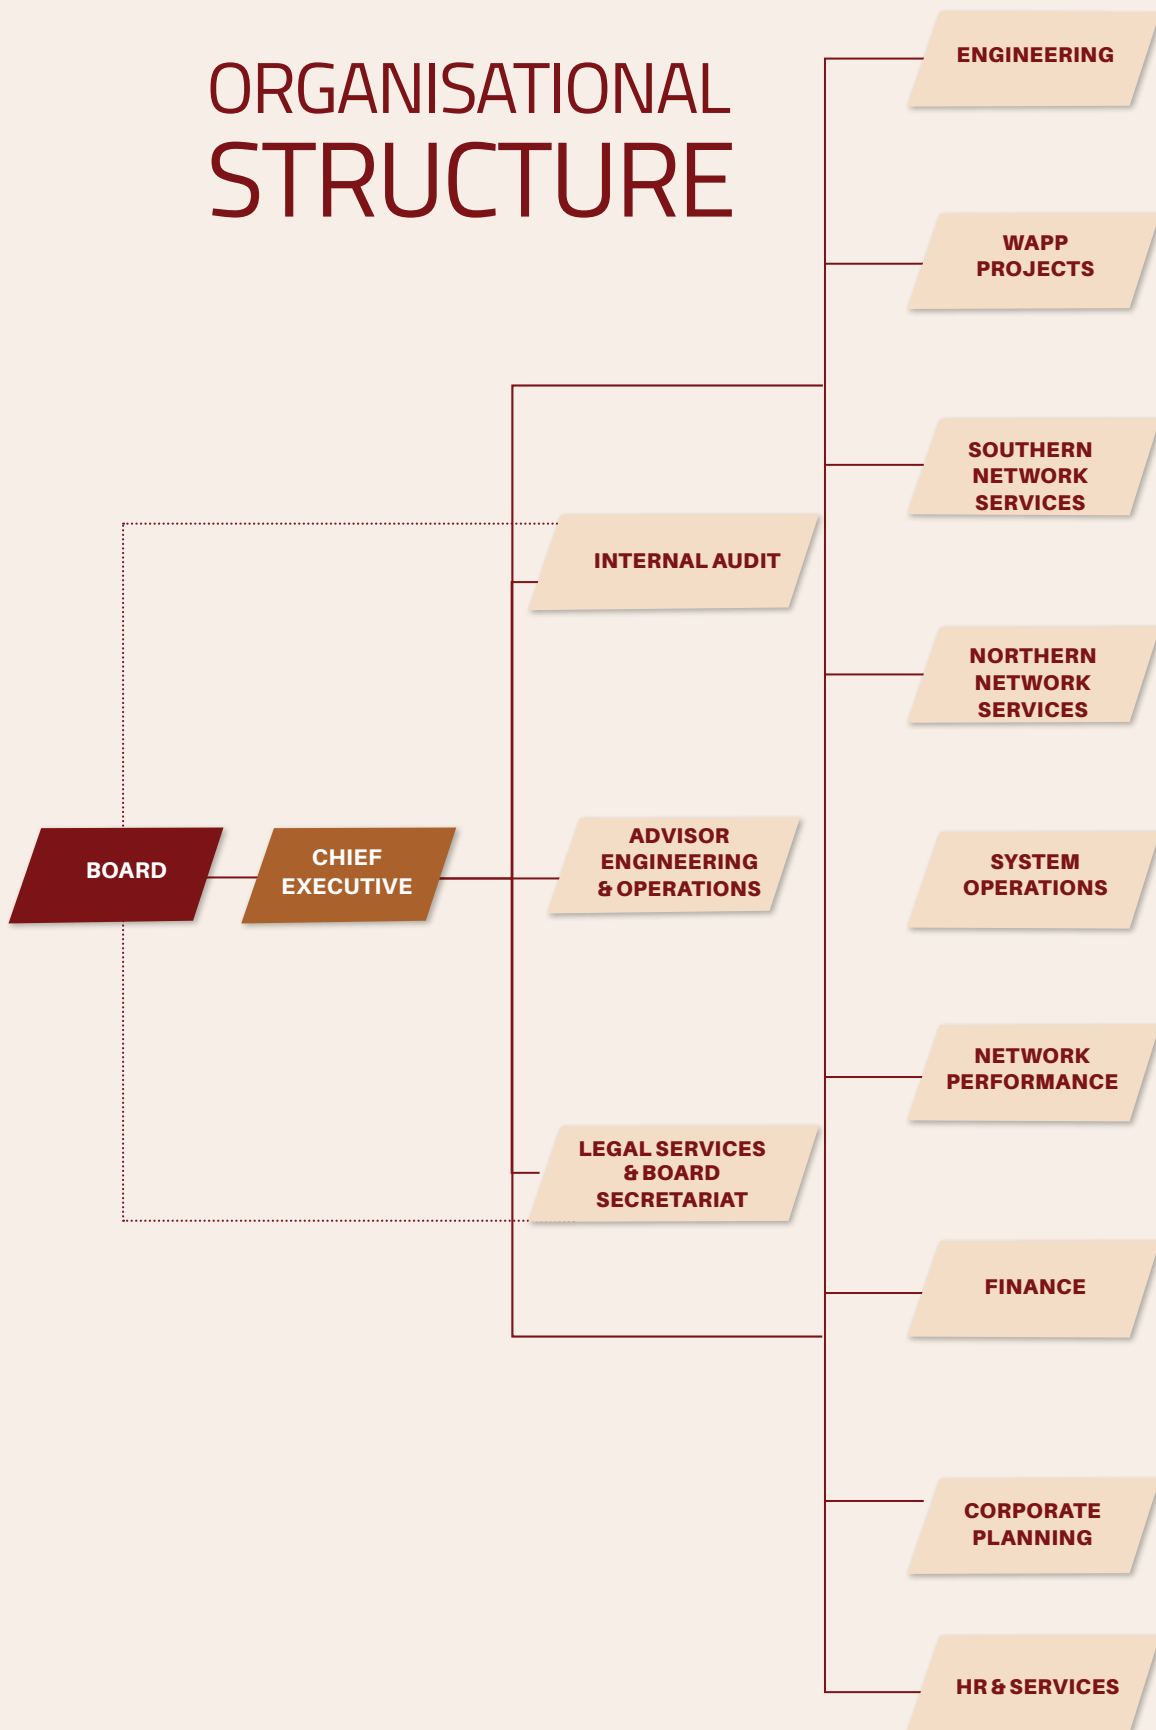 ORGANISATIONAL
STRUCTURE
ENGINEERING
WAPP
PROJECTS
SOUTHERN
NETWORK
SERVICES
INTERNAL AUDIT
NORTHERN
NETWORK
SERVICES
BOARD
CHIEF
EXECUTIVE
ADVISOR
ENGINEERING
& OPERATIONS
SYSTEM
OPERATIONS
NETWORK
PERFORMANCE
LEGAL SERVICES
& BOARD
SECRETARIAT
FINANCE
CORPORATE
PLANNING
HR & SERVICES